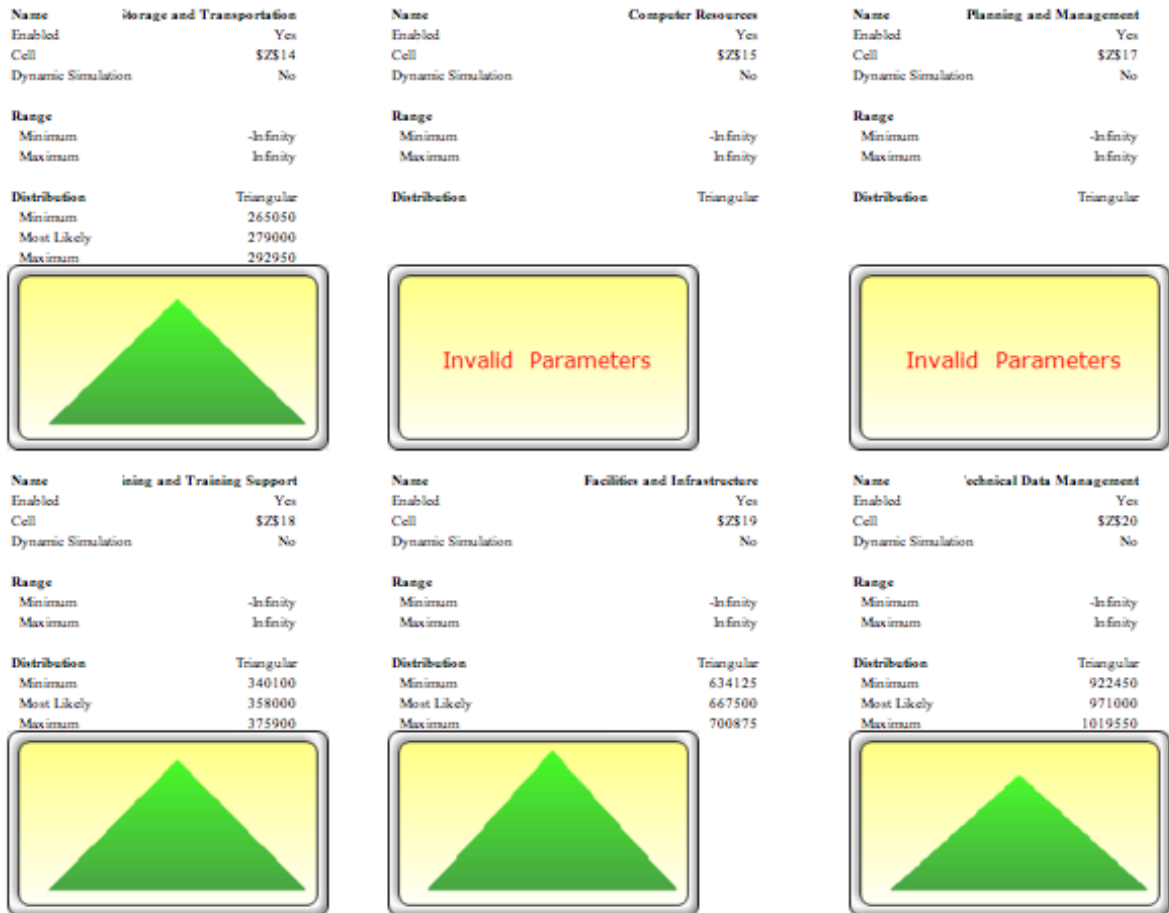 Name Storage and Transportation
Enabled Yes
Cell $Z$14
Dynamic Simulation No
Range
Minimum -Infinity
Maximum Infinity
Distribution Triangular
Minimum 265050
Most Likely 279000
Maximum 292950
Name Computer Resources
Enabled Yes
Cell $Z$15
Dynamic Simulation No
Range
Minimum -Infinity
Maximum Infinity
Distribution Triangular
Invalid Parameters
Name Planning and Management
Enabled Yes
Cell $Z$17
Dynamic Simulation No
Range
Minimum -Infinity
Maximum Infinity
Distribution Triangular
Invalid Parameters
Name ining and Training Support
Enabled Yes
Cell $Z$18
Dynamic Simulation No
Range
Minimum -Infinity
Maximum Infinity
Distribution Triangular
Minimum 340100
Most Likely 358000
Maximum 375900
Name Facilities and Infrastructure
Enabled Yes
Cell $Z$19
Dynamic Simulation No
Range
Minimum -Infinity
Maximum Infinity
Distribution Triangular
Minimum 634125
Most Likely 667500
Maximum 700875
Name echnical Data Management
Enabled Yes
Cell $Z$20
Dynamic Simulation No
Range
Minimum -Infinity
Maximum Infinity
Distribution Triangular
Minimum 922450
Most Likely 971000
Maximum 1019550